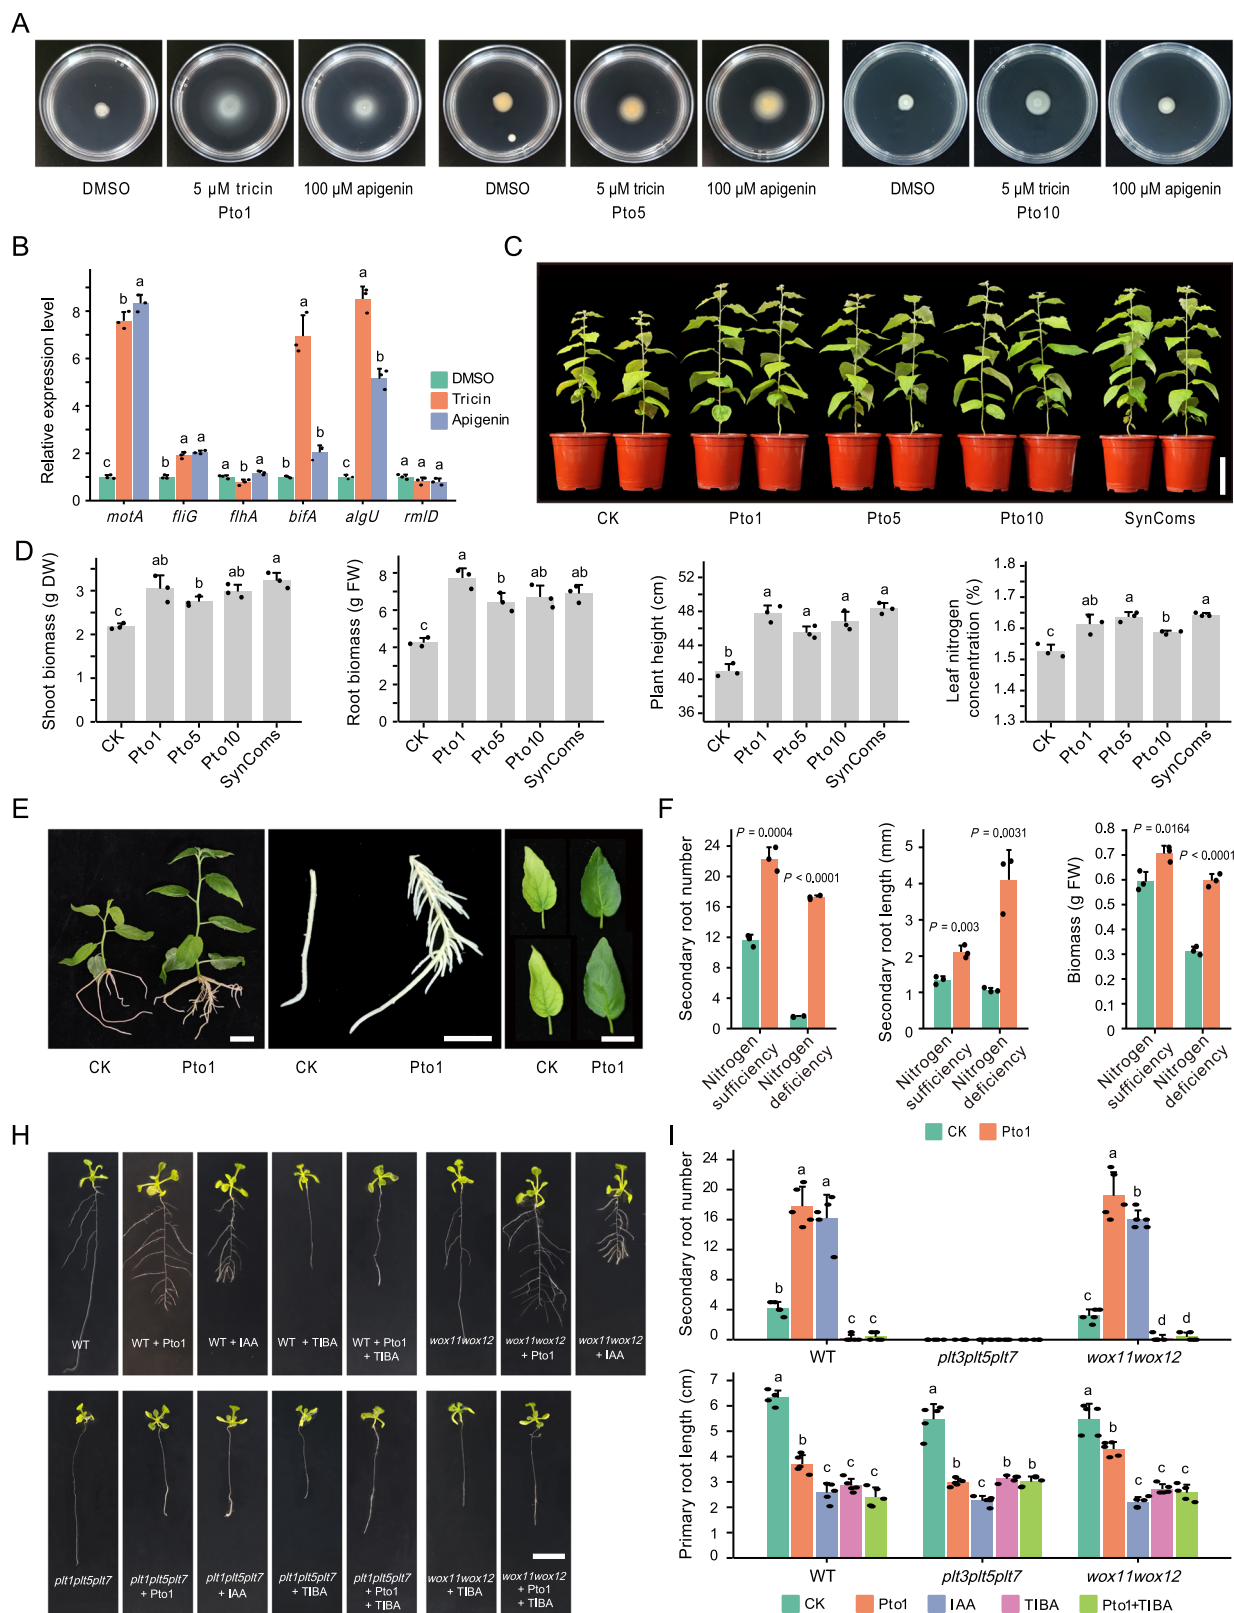 A
DMSO
5 µM tricin
100 µM apigenin
Pto1
DMSO
5 µM tricin
100 µM apigenin
Pto5
DMSO
5 µM tricin
100 µM apigenin
Pto10
B
Relative expression level
8
6
4
2
0
c b a
b a a
a b a
b a b
c a b
a a a
DMSO
Tricin
Apigenin
motA fliG flhA bifA algU rmlD
C
CK Pto1 Pto5 Pto10 SynComs
D
Shoot biomass (g DW)
4
3
2
1
0
c ab b ab a
CK Pto1 Pto5 Pto10 SynComs
Root biomass (g FW)
8
6
4
2
0
c a b ab ab
CK Pto1 Pto5 Pto10 SynComs
Plant height (cm)
52
48
44
40
36
b a a a a
CK Pto1 Pto5 Pto10 SynComs
Leaf nitrogen
concentration (%)
1.8
1.7
1.6
1.5
1.4
1.3
c ab a b a
CK Pto1 Pto5 Pto10 SynComs
E
CK Pto1
CK Pto1
CK Pto1
F
Secondary root number
24
20
16
12
8
4
0
P = 0.0004
P < 0.0001
Nitrogen
sufficiency
Nitrogen
deficiency
Secondary root length (mm)
5
4
3
2
1
0
P = 0.003
P = 0.0031
Nitrogen
sufficiency
Nitrogen
deficiency
Biomass (g FW)
0.8
0.7
0.6
0.5
0.4
0.3
0.2
0.1
0
P = 0.0164
P < 0.0001
Nitrogen
sufficiency
Nitrogen
deficiency
CK Pto1
H
WT
WT + Pto1
WT + IAA
WT + TIBA
WT + Pto1
+ TIBA
wox11wox12
wox11wox12
+ Pto1
wox11wox12
+ IAA
plt1plt5plt7
plt1plt5plt7
+ Pto1
plt1plt5plt7
+ IAA
plt1plt5plt7
+ TIBA
plt1plt5plt7
+ Pto1
+ TIBA
wox11wox12
+ TIBA
wox11wox12
+ Pto1
+ TIBA
I
Secondary root number
24
20
16
12
8
4
0
b a a c c
c a b d d
WT plt3plt5plt7 wox11wox12
Primary root length (cm)
7
6
5
4
3
2
1
0
a b c c c
a b c b b
a b c c c
WT plt3plt5plt7 wox11wox12
CK Pto1 IAA TIBA Pto1+TIBA